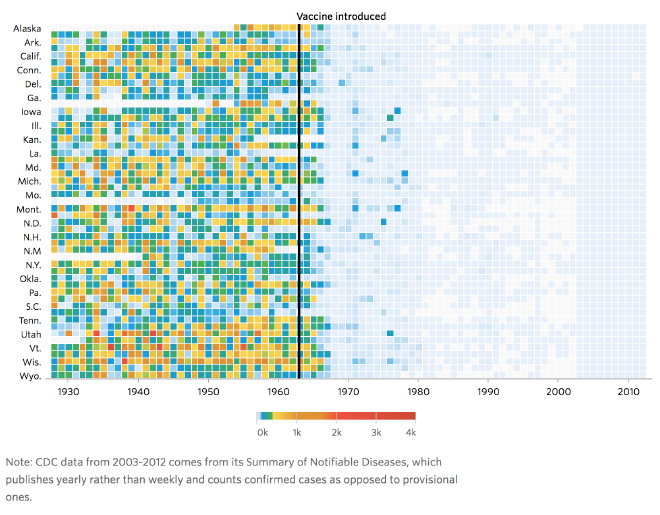 Vaccine introduced
Alaska
Ark.
Calif.
Conn.
Del.
Ga.
Iowa
Ill.
Kan.
La.
Md.
Mich.
Mo.
Mont.
N.D.
N.H.
N.M
N.Y.
Okla.
Pa.
S.C.
Tenn.
Utah
Vt.
Wis.
Wyo.
1930 1940 1950 1960 1970 1980 1990 2000 2010
0k 1k 2k 3k 4k
Note: CDC data from 2003-2012 comes from its Summary of Notifiable Diseases, which
publishes yearly rather than weekly and counts confirmed cases as opposed to provisional
ones.